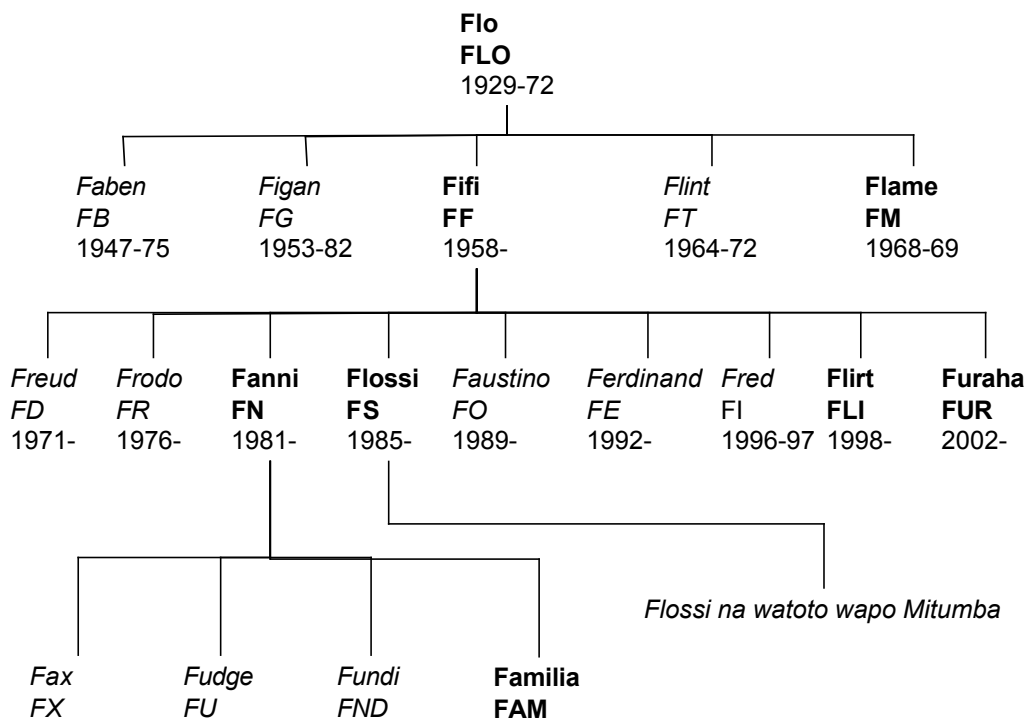 Flo
FLO
1929-72
Faben
FB
1947-75
Figan
FG
1953-82
Fifi
FF
1958-
Flint
FT
1964-72
Flame
FM
1968-69
Freud
FD
1971-
Frodo
FR
1976-
Fanni
FN
1981-
Flossi
FS
1985-
Faustino
FO
1989-
Ferdinand
FE
1992-
Fred
FI
1996-97
Flirt
FLI
1998-
Furaha
FUR
2002-
Flossi na watoto wapo Mitumba
Fax
FX
Fudge
FU
Fundi
FND
Familia
FAM